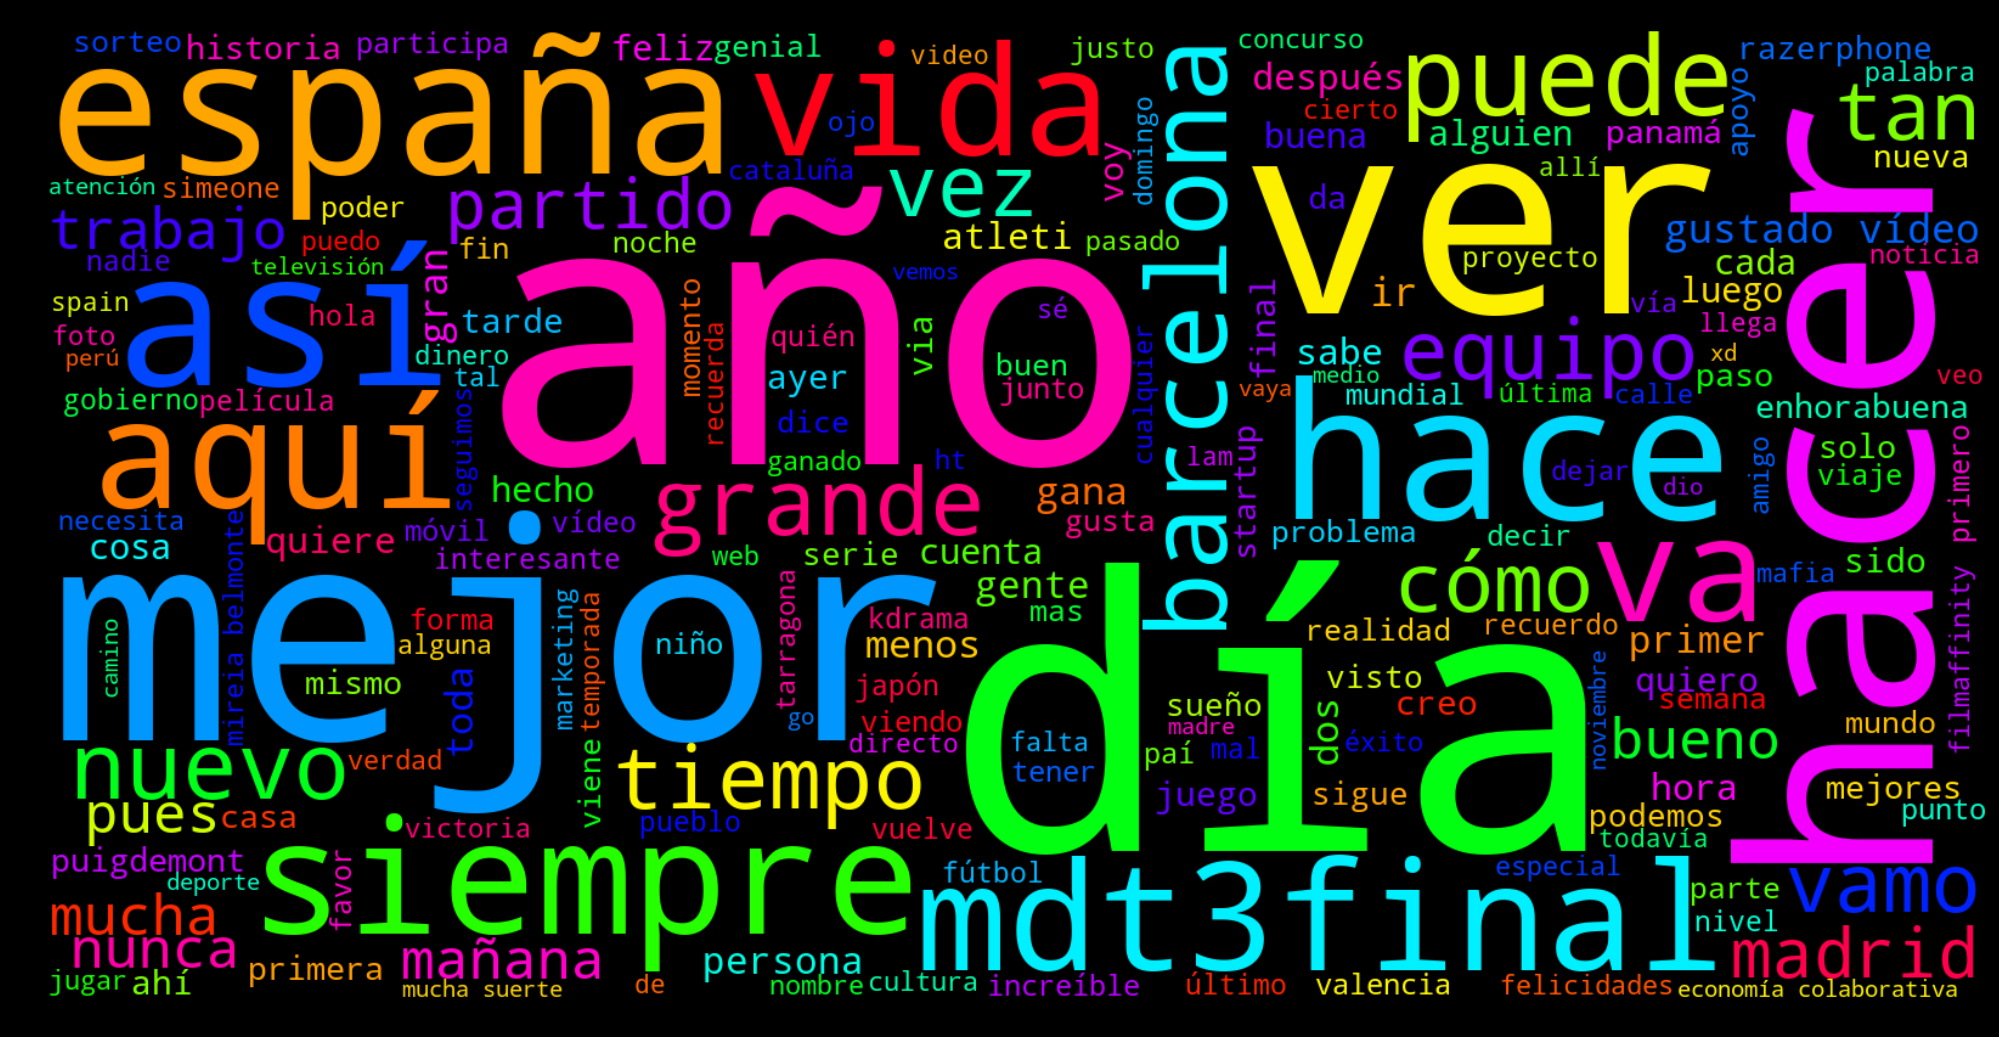 sorteo
historia
participa
feliz
genial
video
justo
concurso
razerphone
españa
vida
barcelona
después
puede
palabra
cierto
apoyo
tan
ojo
domingo
buena
alguien
panamá
nueva
atención
simeone
cataluña
voy
ver
allí
hacer
poder
partido
vez
da
trabajo
puedo
fin
noche
atleti
pasado
gustado vídeo
nadie
televisión
gran
año
vemos
proyecto
cada
noticia
spain
así
hola
tarde
momento
sé
final
ir
vía
luego
foto
perú
dinero
tal
recuerda
quién
via
buen
junto
cualquier
sabe
equipo
llega
xd
ayer
vaya
medio
mundial
última
calle
paso
veo
gobierno
película
aquí
seguimos
dice
hace
enhorabuena
ganado
ht
lam
startup
dejar
dio
amigo
solo
viaje
primero
hecho
grande
gana
gusta
necesita
cosa
quiere
móvil
vídeo
problema
decir
va
interesante
web
serie
cuenta
gente
cómo
mafia
sido
mejor
mireia belmonte
camino
forma
alguna
marketing
temporada
niño
tarragona
kdrama
menos
mas
día
realidad
recuerdo
primer
filmaffinity
mismo
toda
japón
viendo
go
directo
sueño
madre
visto
creo
quiero
semana
noviembre
mundo
falta
tener
paí
mal
dos
éxito
bueno
nuevo
verdad
viene
tiempo
juego
sigue
hora
mejores
pues
casa
victoria
pueblo
vuelve
podemos
todavía
punto
puigdemont
deporte
siempre
favor
fútbol
mdt3final
especial
parte
vamo
mucha
nivel
nunca
mañana
persona
madrid
jugar
ahí
primera
mucha suerte
de
nombre
cultura
increíble
último
valencia
felicidades
economía colaborativa